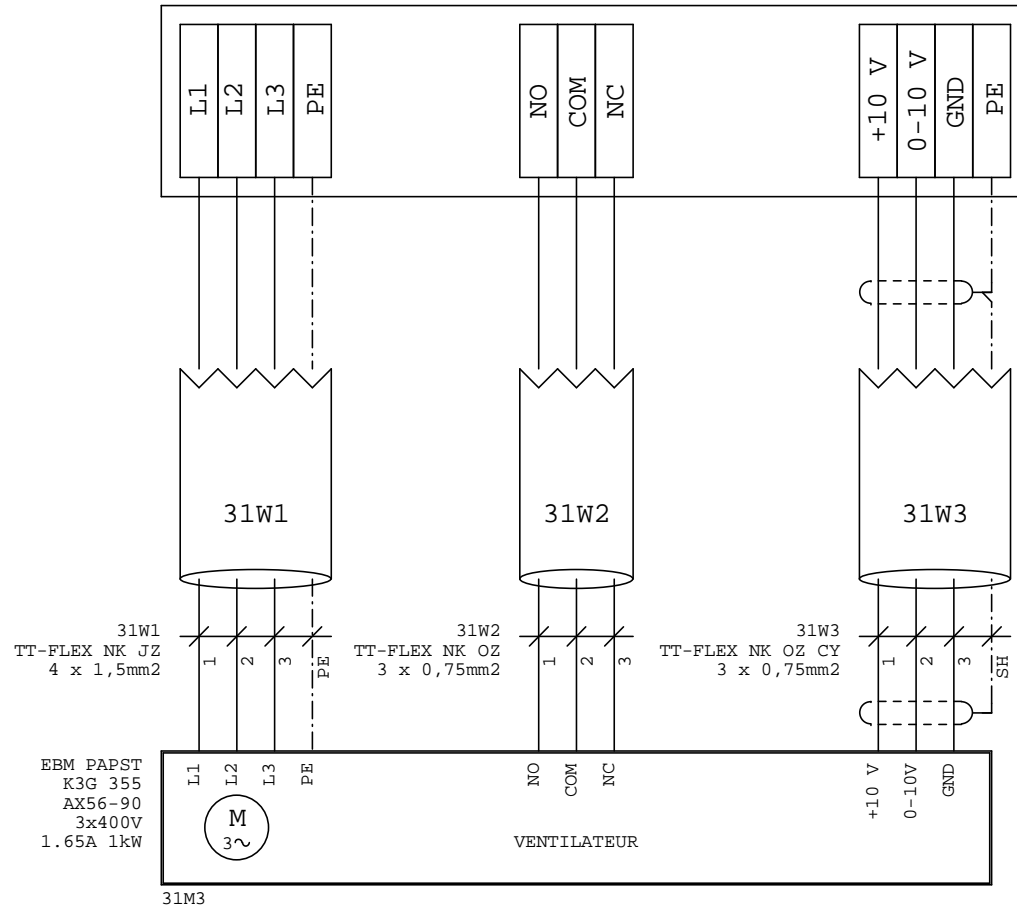 L1
L2
L3
PE
NO
COM
NC
+10 V
0-10 V
GND
PE
31W1
31W2
31W3
31W1
TT-FLEX NK JZ
4 x 1,5mm2
1
2
3
PE
31W2
TT-FLEX NK OZ
3 x 0,75mm2
1
2
3
31W3
TT-FLEX NK OZ CY
3 x 0,75mm2
1
2
3
SH
EBM PAPST
K3G 355
AX56-90
3x400V
1.65A 1kW
L1
L2
L3
PE
M
3~
NO
COM
NC
VENTILATEUR
+10 V
0-10V
GND
31M3